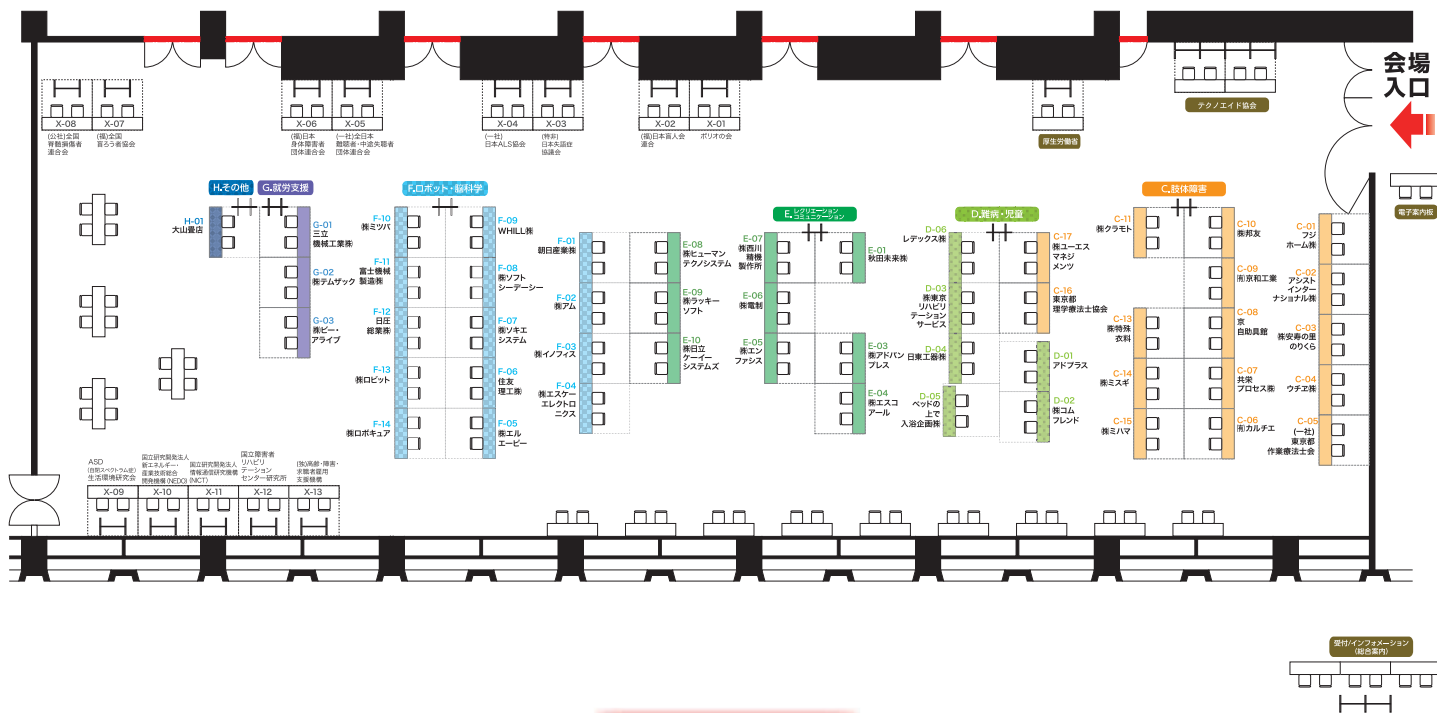 会場
入口
テクノエイド協会
厚生労働省
電子案内板
X-08
(公社)全国
脊髄損傷者
連合会
X-07
(福)全国
盲ろう者協会
X-06
(福)日本
身体障害者
団体連合会
X-05
(一社)全日本
難聴者・中途失聴者
団体連合会
X-04
(一社)
日本ALS協会
X-03
(特非)
日本失語症
協議会
X-02
(福)日本盲人会
連合
X-01
ポリオの会
H.その他
G.就労支援
F.ロボット・脳科学
E.レクリエーション
コミュニケーション
D.難病・児童
C.肢体障害
H-01
大山畳店
G-01
三立
機械工業㈱
G-02
㈱テムザック
G-03
㈱ビー・
アライブ
F-10
㈱ミツバ
F-11
富士機械
製造㈱
F-12
日圧
総業㈱
F-13
㈱ロビット
F-14
㈱ロボキュア
F-09
WHILL㈱
F-08
㈱ソフト
シーデーシー
F-07
㈱ソキエ
システム
F-06
住友
理工㈱
F-05
㈱エル
エーピー
F-01
朝日産業㈱
F-02
㈱アム
F-03
㈱イノフィス
F-04
㈱エスケー
エレクトロ
ニクス
E-08
㈱ヒューマン
テクノシステム
E-09
㈱ラッキー
ソフト
E-10
㈱日立
ケーイー
システムズ
E-07
㈱西川
精機
製作所
E-06
㈱電制
E-05
㈱エン
ファシス
E-01
秋田未来㈱
E-03
㈱アドバン
プレス
E-04
㈱エスコ
アール
D-06
レデックス㈱
D-03
㈱東京
リハビリ
テーション
サービス
D-04
日東工器㈱
D-05
ベッドの
上で
入浴企画㈱
C-17
㈱ユーエス
マネジ
メンツ
C-16
東京都
理学療法士協会
D-01
アドプラス
D-02
㈱コム
フレンド
C-11
㈱クラモト
C-13
㈱特殊
衣料
C-14
㈱ミスギ
C-15
㈱ミハマ
C-10
㈱邦友
C-09
㈲京和工業
C-08
京
自助具館
C-07
共栄
プロセス㈱
C-06
㈲カルチエ
C-01
フジ
ホーム㈱
C-02
アシスト
インター
ナショナル㈱
C-03
㈱安寿の里
のりくら
C-04
ウチヱ㈱
C-05
(一社)
東京都
作業療法士会
ASD
(自閉スペクトラム症)
生活環境研究会
X-09
国立研究開発法人
新エネルギー・
産業技術総合
開発機構(NEDO)
X-10
国立研究開発法人
情報通信研究機構
(NICT)
X-11
国立障害者
リハビリ
テーション
センター研究所
X-12
(独)高齢・障害・
求職者雇用
支援機構
X-13
受付/インフォメーション
(総合案内)